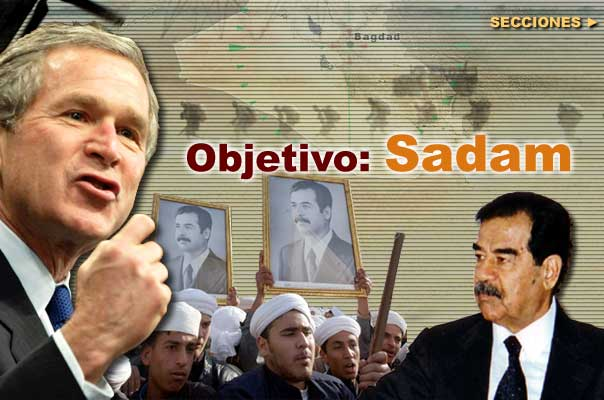 SECCIONES ►
Bagdad
Objetivo: Sadam